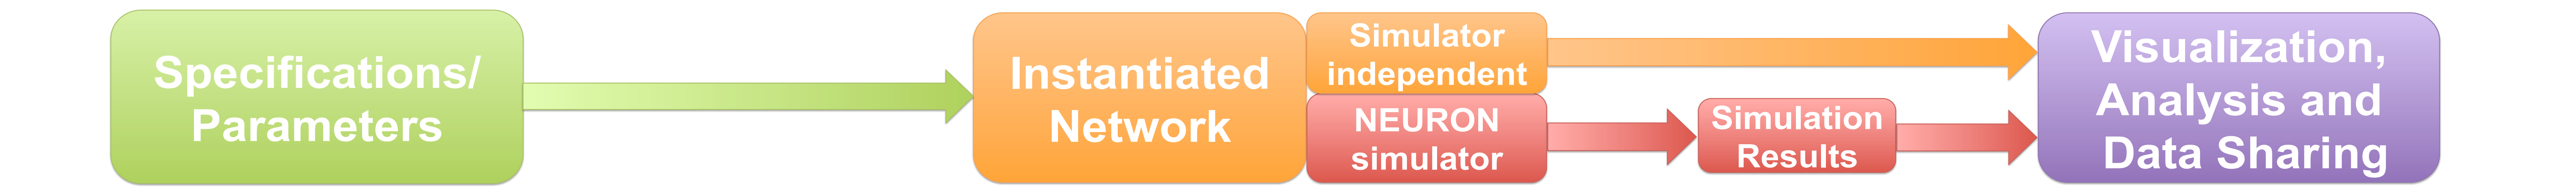 Specifications/
Parameters
Instantiated
Network
Simulator
independent
NEURON
simulator
Simulation
Results
Visualization,
Analysis and
Data Sharing